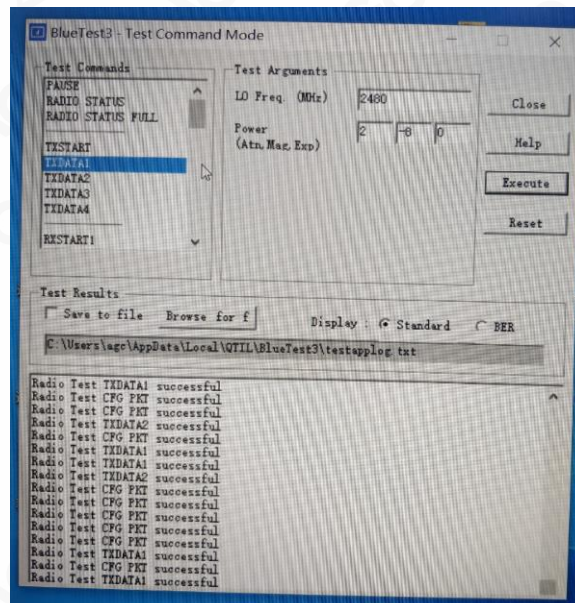 BlueTest3 - Test Command Mode
Test Commands
PAUSE
RADIO STATUS
RADIO STATUS FULL
TXSTART
TXDATA1
TXDATA2
TXDATA3
TXDATA4
RXSTART1
Test Arguments
LO Freq. (MHz) 2480
Power 2 -8 0
(Atn, Mag, Exp)
Close
Help
Execute
Reset
Test Results
Save to file Browse for f Display : Standard BER
C:\Users\agc\AppData\Local\QTIL\BlueTest3\testapplog.txt
Radio Test TXDATA1 successful
Radio Test CFG PKT successful
Radio Test TXDATA2 successful
Radio Test CFG PKT successful
Radio Test TXDATA1 successful
Radio Test TXDATA1 successful
Radio Test TXDATA2 successful
Radio Test CFG PKT successful
Radio Test CFG PKT successful
Radio Test CFG PKT successful
Radio Test CFG PKT successful
Radio Test CFG PKT successful
Radio Test TXDATA1 successful
Radio Test CFG PKT successful
Radio Test TXDATA1 successful